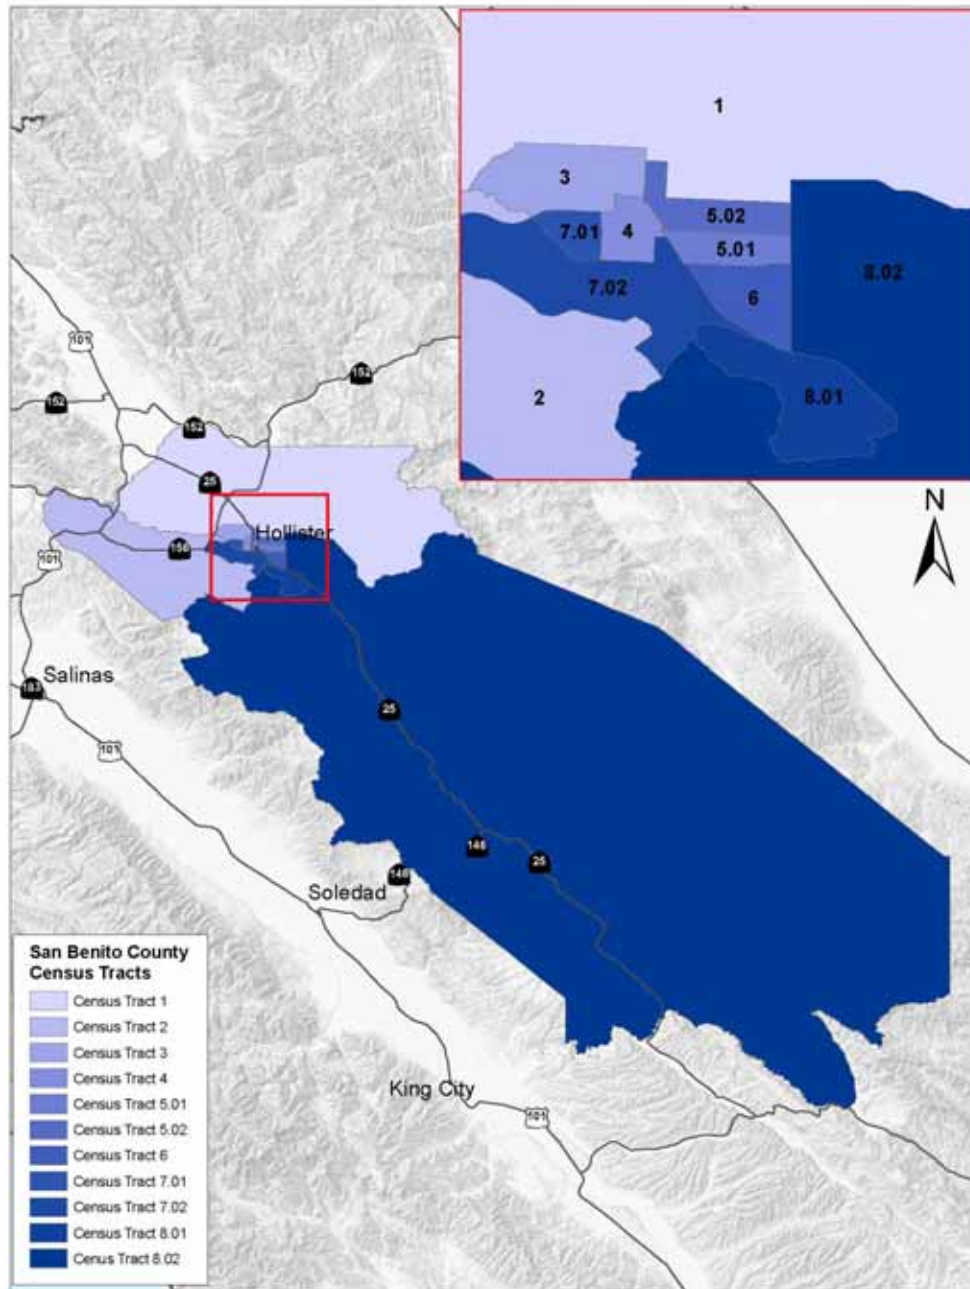 1
3
5.02
7.01
4
5.01
8.02
7.02
6
2
8.01
101
152
152
152
25
N
Hollister
156
101
Salinas
183
25
101
146
25
146
Soledad
King City
101
San Benito County
Census Tracts
Census Tract 1
Census Tract 2
Census Tract 3
Census Tract 4
Census Tract 5.01
Census Tract 5.02
Census Tract 6
Census Tract 7.01
Census Tract 7.02
Census Tract 8.01
Cenus Tract 8.02